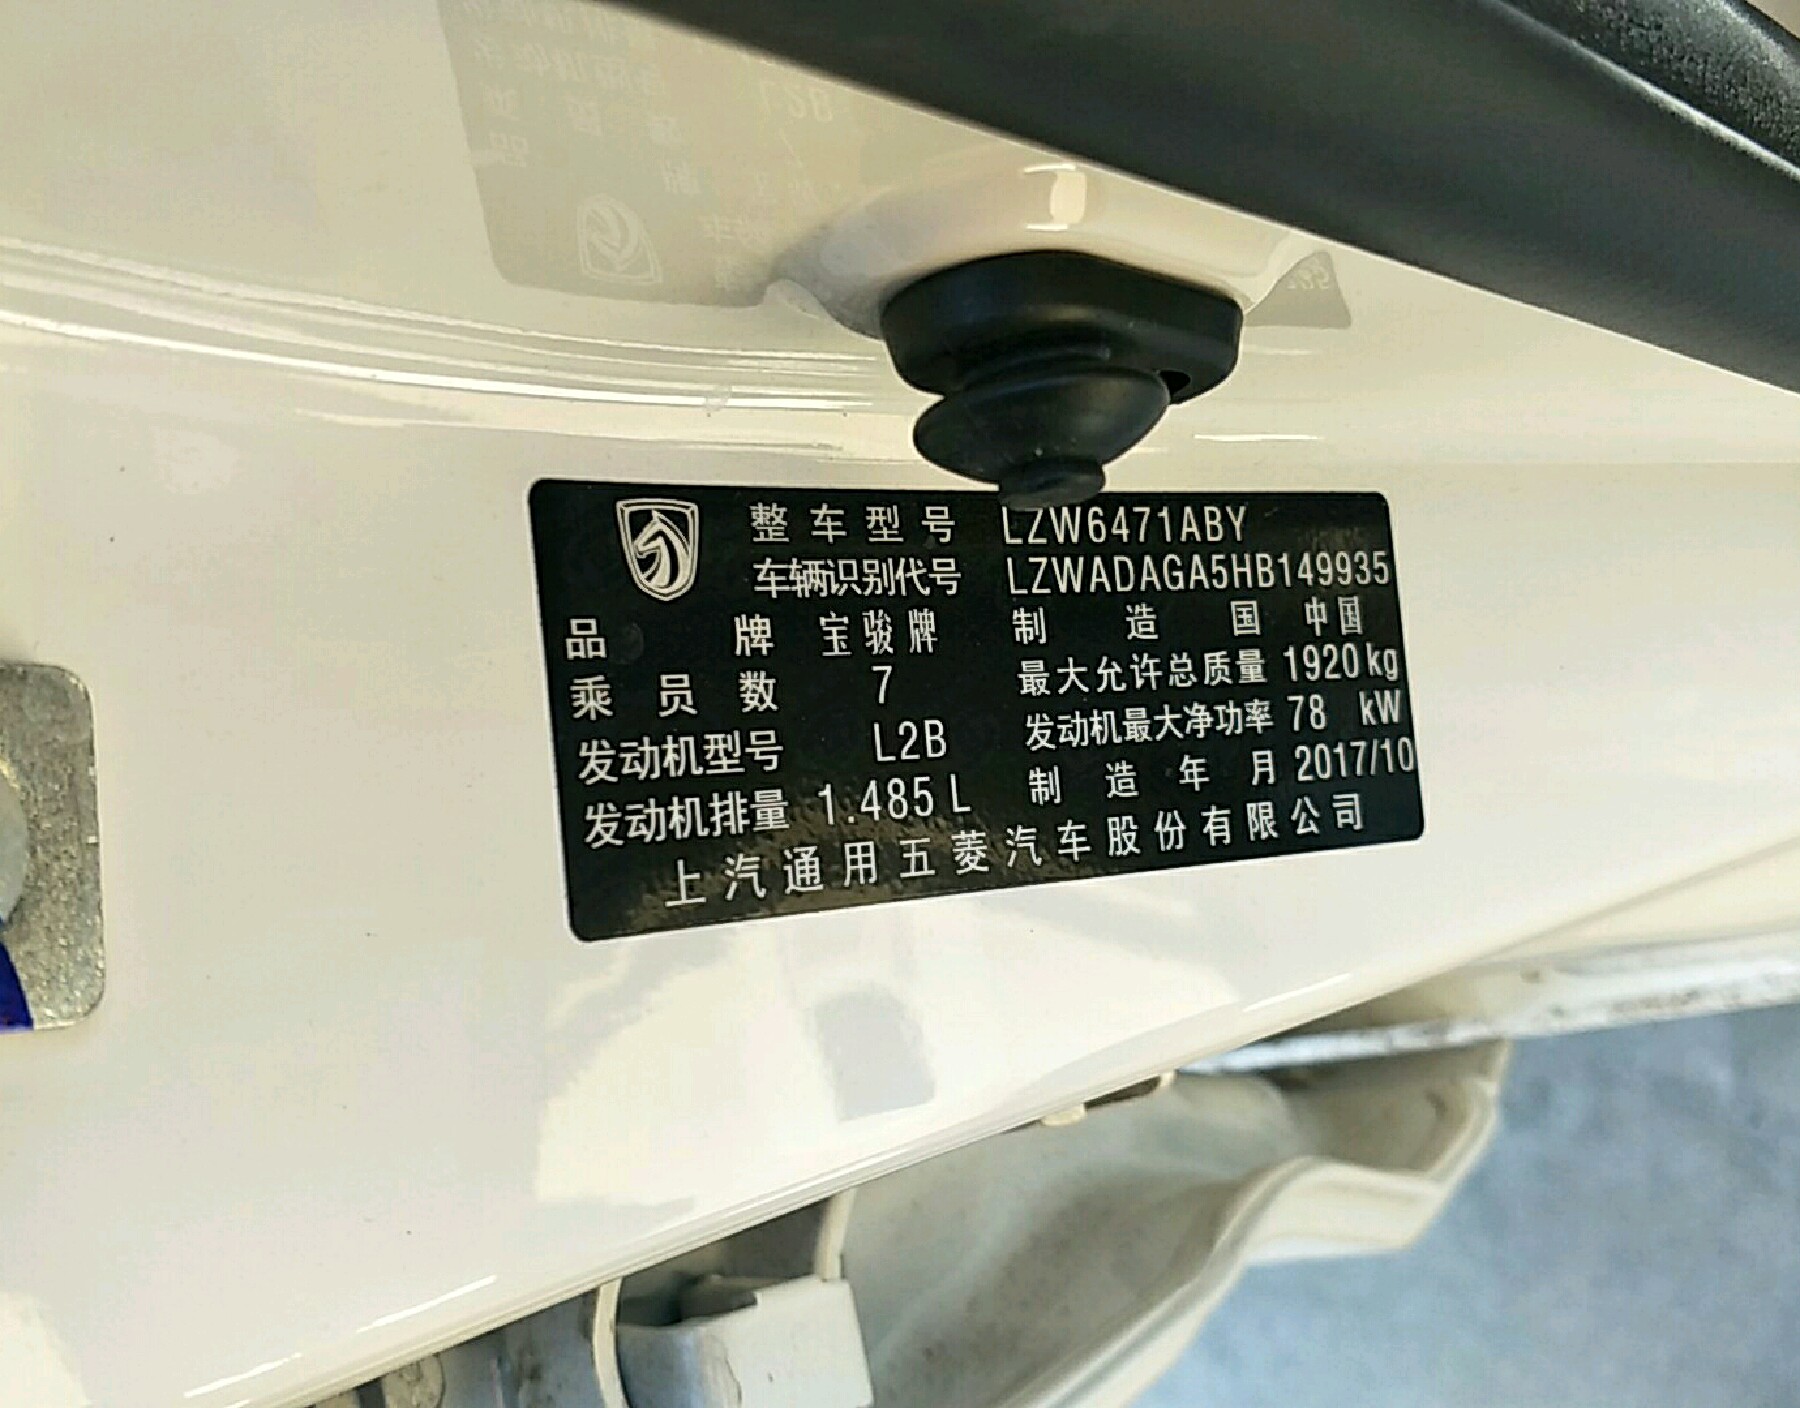 整车型号 LZW6471ABY
车辆识别代号 LZWADAGA5HB149935
品牌 宝骏牌 制造国 中国
乘员数 7 最大允许总质量 1920 kg
发动机型号 L2B 发动机最大净功率 78 kW
发动机排量 1.485 L 制造年月 2017/10
上汽通用五菱汽车股份有限公司